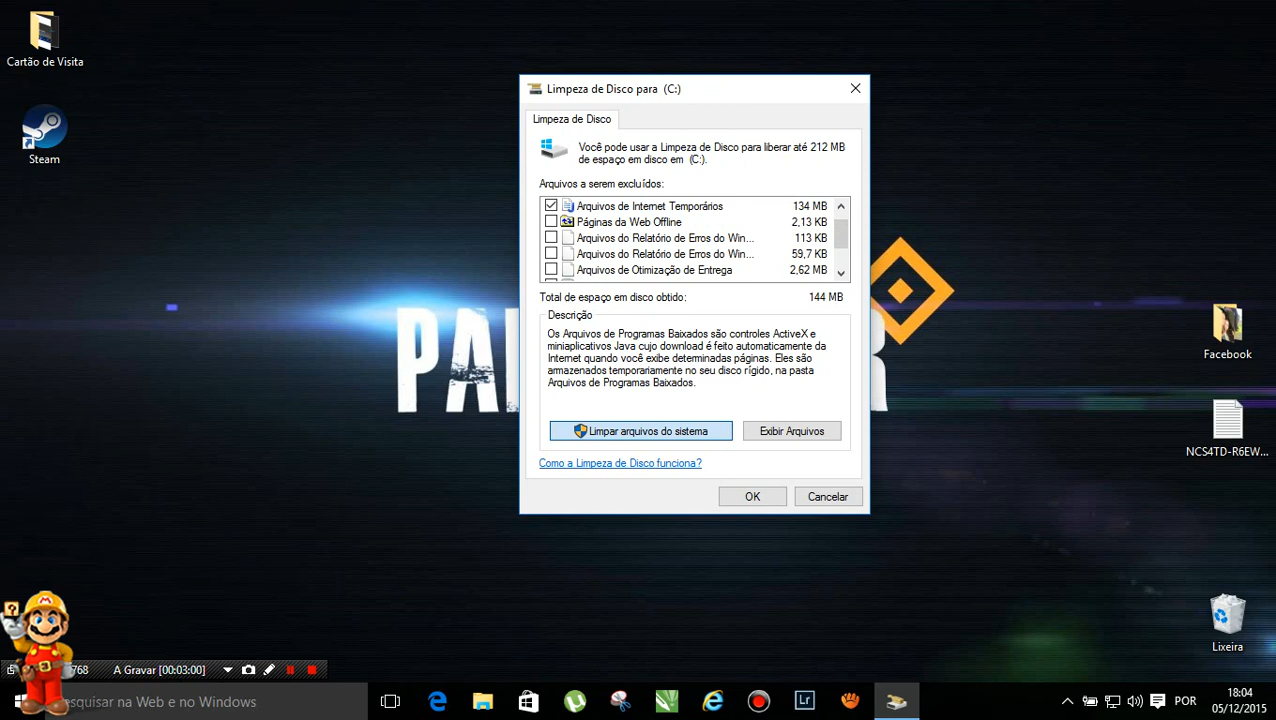 Cartão de Visita
Steam
Limpeza de Disco para (C:)
Limpeza de Disco
Você pode usar a Limpeza de Disco para liberar até 212 MB
de espaço em disco em (C:).
Arquivos a serem excluídos:
Arquivos de Internet Temporários 134 MB
Páginas da Web Offline 2,13 KB
Arquivos do Relatório de Erros do Win... 113 KB
Arquivos do Relatório de Erros do Win... 59,7 KB
Arquivos de Otimização de Entrega 2,62 MB
Total de espaço em disco obtido: 144 MB
Descrição
Os Arquivos de Programas Baixados são controles ActiveX e
miniaplicativos Java cujo download é feito automaticamente da
Internet quando você exibe determinadas páginas. Eles são
armazenados temporariamente no seu disco rígido, na pasta
Arquivos de Programas Baixados.
Limpar arquivos do sistema Exibir Arquivos
Como a Limpeza de Disco funciona?
OK Cancelar
PA
R
Facebook
NCS4TD-R6EW...
Lixeira
768 A Gravar [00:03:00]
esquisar na Web e no Windows
Lr
POR
18:04
05/12/2015